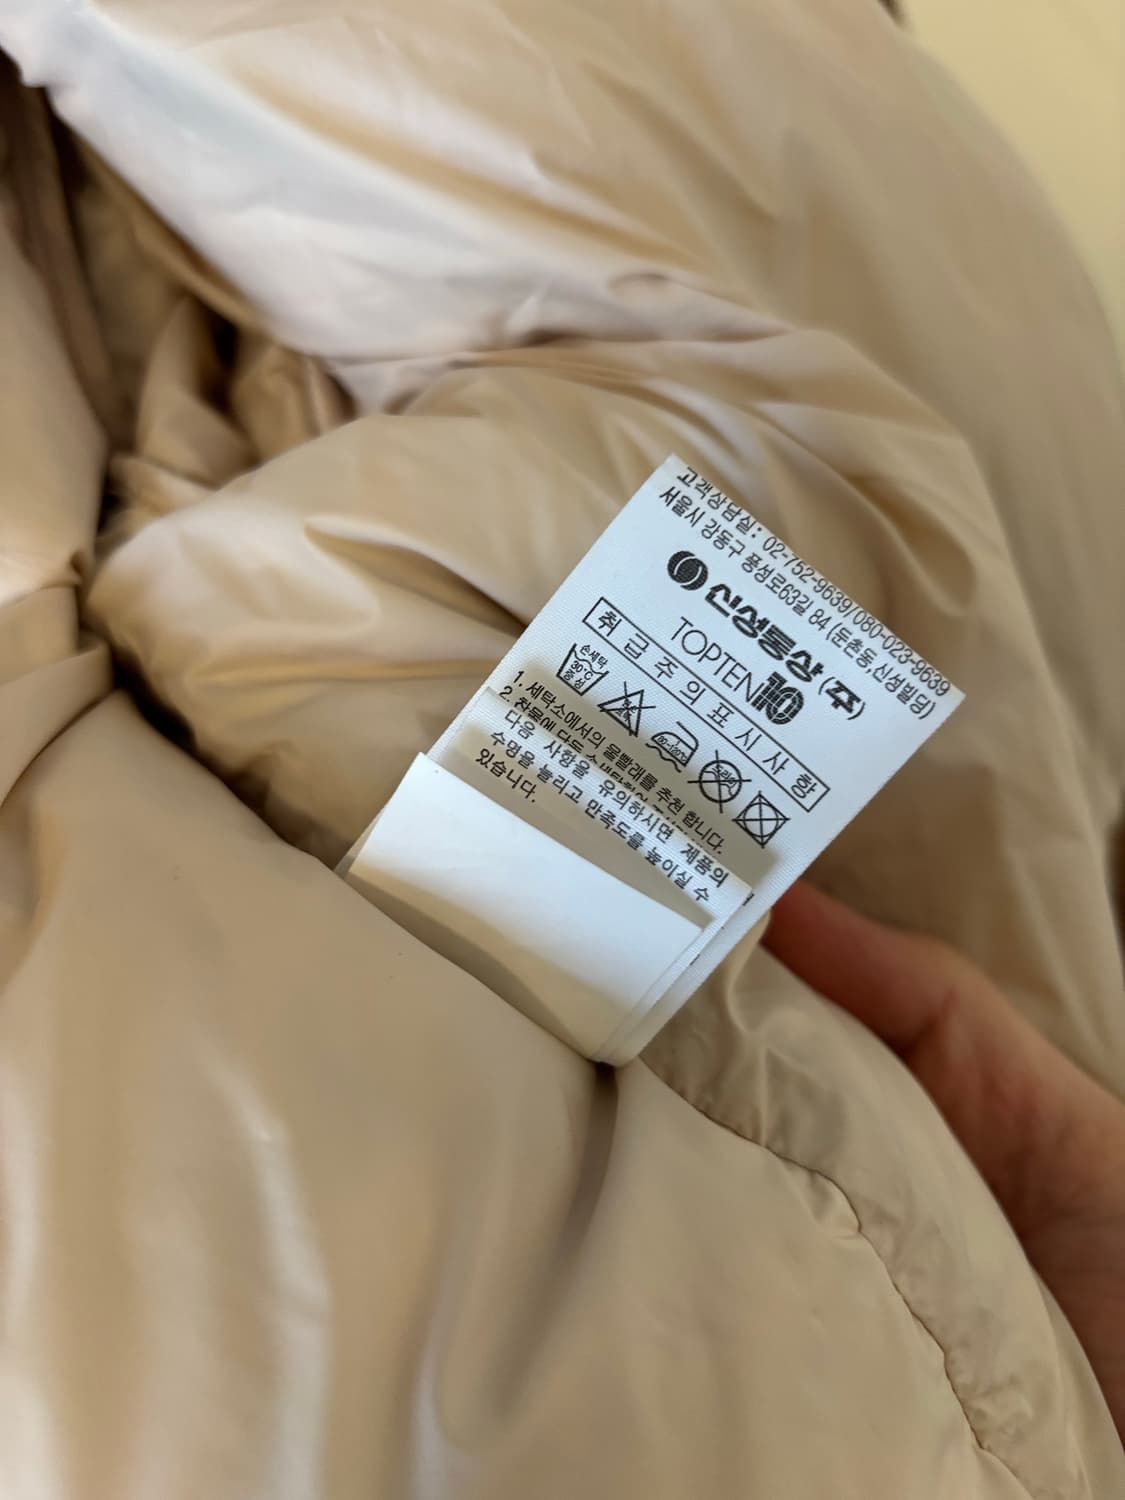 고객상담실: 02-752-9639/080-023-9639
서울시 강동구 풍성로63길 84 (둔촌동,신성빌딩)
신성통상(주)
TOPTEN10
취급주의표시사항
손세탁
30°C
중성
1. 세탁소에서의 물빨래를 추천 합니다.
2. 찬물에
다음 사항을 유의하시면 제품의
수명을 늘리고 만족도를 높이실 수
있습니다.